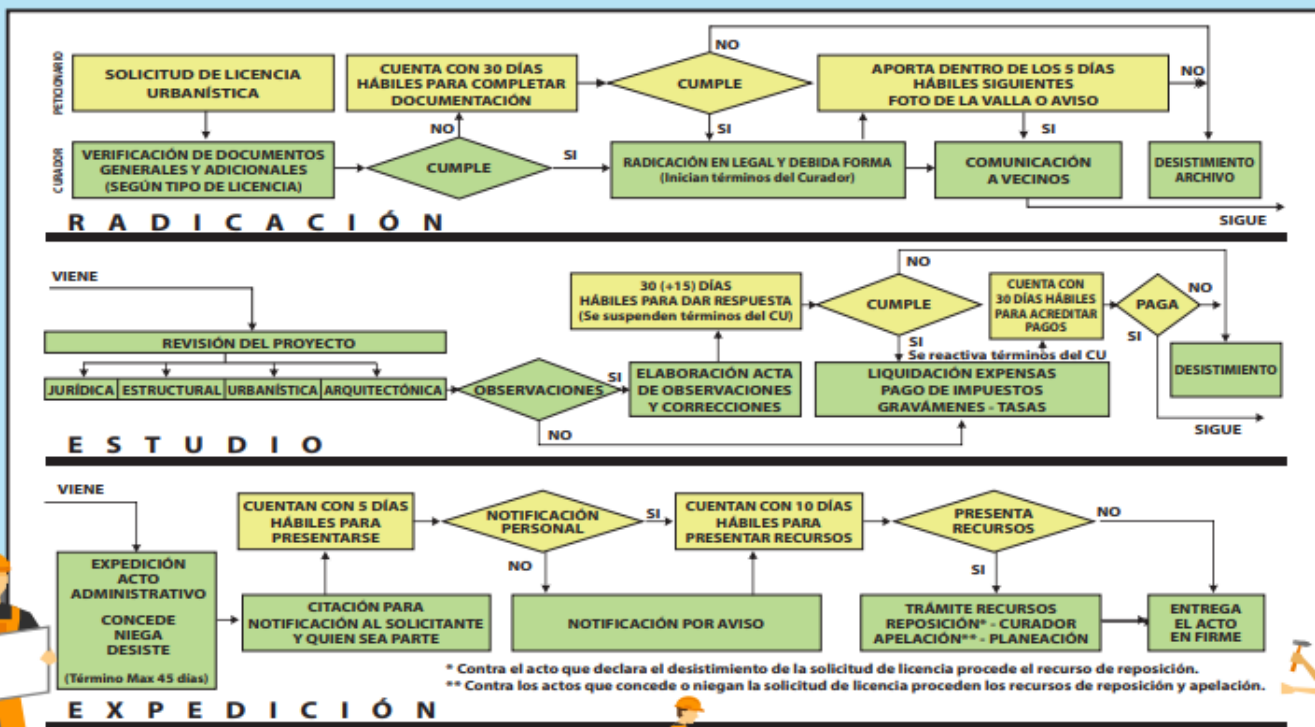 PETICIONARIO
SOLICITUD DE LICENCIA
URBANÍSTICA
CUENTA CON 30 DÍAS
HÁBILES PARA COMPLETAR
DOCUMENTACIÓN
CUMPLE
NO
APORTA DENTRO DE LOS 5 DÍAS
HÁBILES SIGUIENTES
FOTO DE LA VALLA O AVISO
NO
NO
SI
SI
CURADOR
VERIFICACIÓN DE DOCUMENTOS
GENERALES Y ADICIONALES
(SEGÚN TIPO DE LICENCIA)
CUMPLE
SI
RADICACIÓN EN LEGAL Y DEBIDA FORMA
(Inician términos del Curador)
COMUNICACIÓN
A VECINOS
DESISTIMIENTO
ARCHIVO
SIGUE
RADICACIÓN
VIENE
REVISIÓN DEL PROYECTO
JURÍDICA
ESTRUCTURAL
URBANÍSTICA
ARQUITECTÓNICA
OBSERVACIONES
SI
NO
30 (+15) DÍAS
HÁBILES PARA DAR RESPUESTA
(Se suspenden términos del CU)
ELABORACIÓN ACTA
DE OBSERVACIONES
Y CORRECCIONES
CUMPLE
NO
SI
CUENTA CON
30 DÍAS HÁBILES
PARA ACREDITAR
PAGOS
Se reactiva términos del CU
LIQUIDACIÓN EXPENSAS
PAGO DE IMPUESTOS
GRAVÁMENES - TASAS
PAGA
NO
SI
DESISTIMIENTO
SIGUE
ESTUDIO
VIENE
EXPEDICIÓN
ACTO
ADMINISTRATIVO
CONCEDE
NIEGA
DESISTE
(Término Max 45 días)
CUENTAN CON 5 DÍAS
HÁBILES PARA
PRESENTARSE
CITACIÓN PARA
NOTIFICACIÓN AL SOLICITANTE
Y QUIEN SEA PARTE
NOTIFICACIÓN
PERSONAL
SI
NO
NOTIFICACIÓN POR AVISO
CUENTAN CON 10 DÍAS
HÁBILES PARA
PRESENTAR RECURSOS
PRESENTA
RECURSOS
NO
SI
TRÁMITE RECURSOS
REPOSICIÓN* - CURADOR
APELACIÓN** - PLANEACIÓN
ENTREGA
EL ACTO
EN FIRME
* Contra el acto que declara el desistimiento de la solicitud de licencia procede el recurso de reposición.
** Contra los actos que concede o niegan la solicitud de licencia proceden los recursos de reposición y apelación.
EXPEDICIÓN